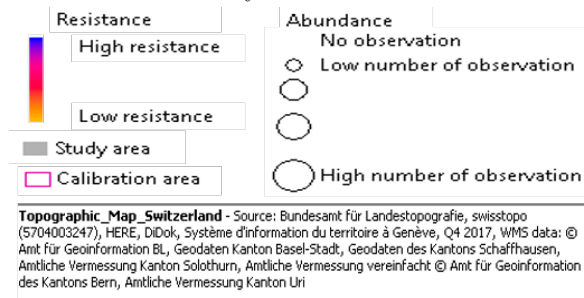 Resistance
High resistance
Low resistance
Study area
Calibration area
Abundance
No observation
Low number of observation
High number of observation
Topographic_Map_Switzerland - Source: Bundesamt für Landestopografie, swisstopo
(5704003247), HERE, DiDok, Système d'information du territoire à Genève, Q4 2017, WMS data: ©
Amt für Geoinformation BL, Geodaten Kanton Basel-Stadt, Geodaten des Kantons Schaffhausen,
Amtliche Vermessung Kanton Solothurn, Amtliche Vermessung vereinfacht © Amt für Geoinformation
des Kantons Bern, Amtliche Vermessung Kanton Uri